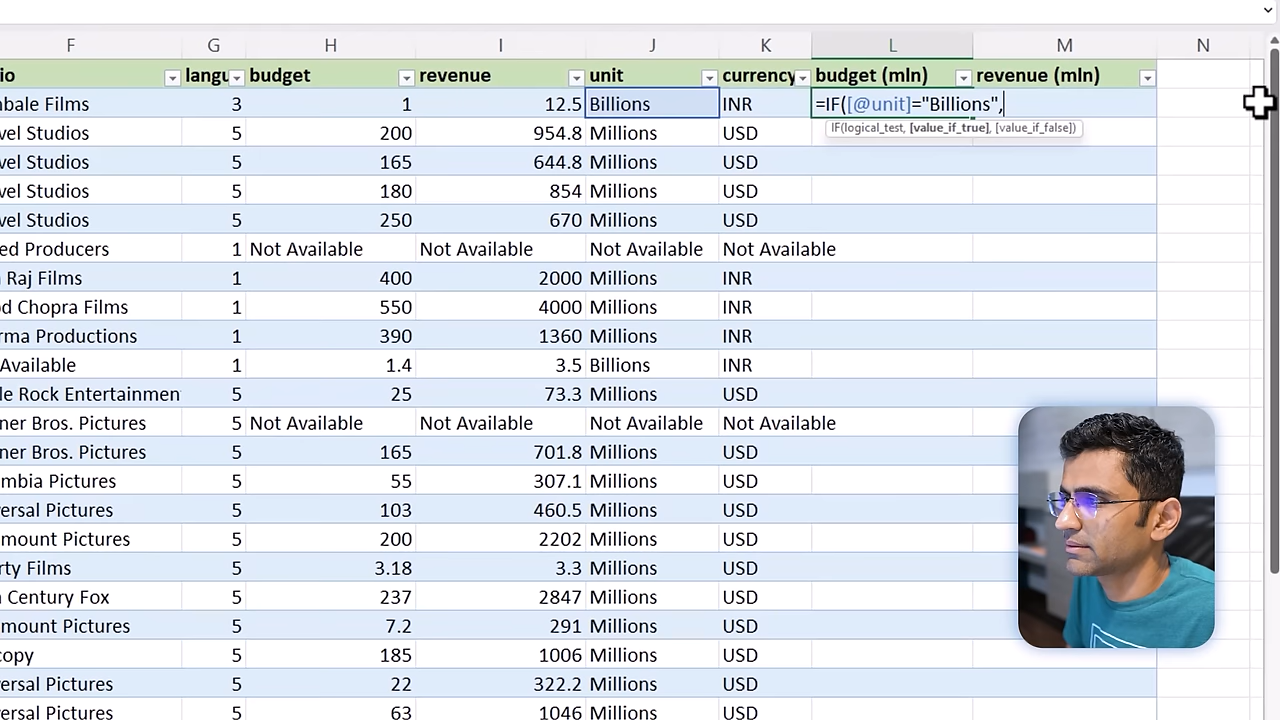 F G H I J K L M N
io langu budget revenue unit currency budget (mln) revenue (mln)
nbale Films 3 1 12.5 Billions INR =IF([@unit]="Billions",
vel Studios 5 200 954.8 Millions USD IF(logical_test, [value_if_true], [value_if_false])
vel Studios 5 165 644.8 Millions USD
vel Studios 5 180 854 Millions USD
vel Studios 5 250 670 Millions USD
ed Producers 1 Not Available Not Available Not Available Not Available
Raj Films 1 400 2000 Millions INR
d Chopra Films 1 550 4000 Millions INR
rma Productions 1 390 1360 Millions INR
Available 1 1.4 3.5 Billions INR
le Rock Entertainmen 5 25 73.3 Millions USD
ner Bros. Pictures 5 Not Available Not Available Not Available Not Available
ner Bros. Pictures 5 165 701.8 Millions USD
mbia Pictures 5 55 307.1 Millions USD
ersal Pictures 5 103 460.5 Millions USD
mount Pictures 5 200 2202 Millions USD
rty Films 5 3.18 3.3 Millions USD
Century Fox 5 237 2847 Millions USD
mount Pictures 5 7.2 291 Millions USD
copy 5 185 1006 Millions USD
ersal Pictures 5 22 322.2 Millions USD
ersal Pictures 5 63 1046 Millions USD